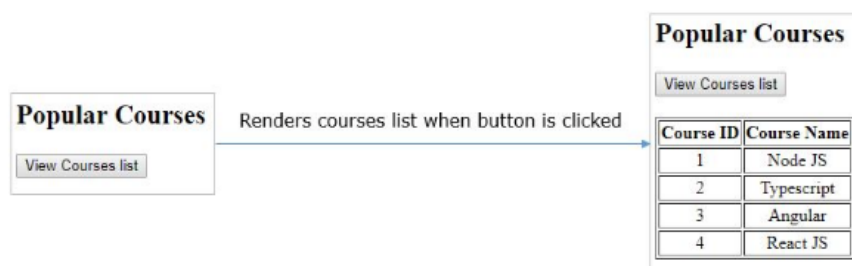 Popular Courses
View Courses list
Renders courses list when button is clicked
Popular Courses
View Courses list
Course ID Course Name
1 Node JS
2 Typescript
3 Angular
4 React JS